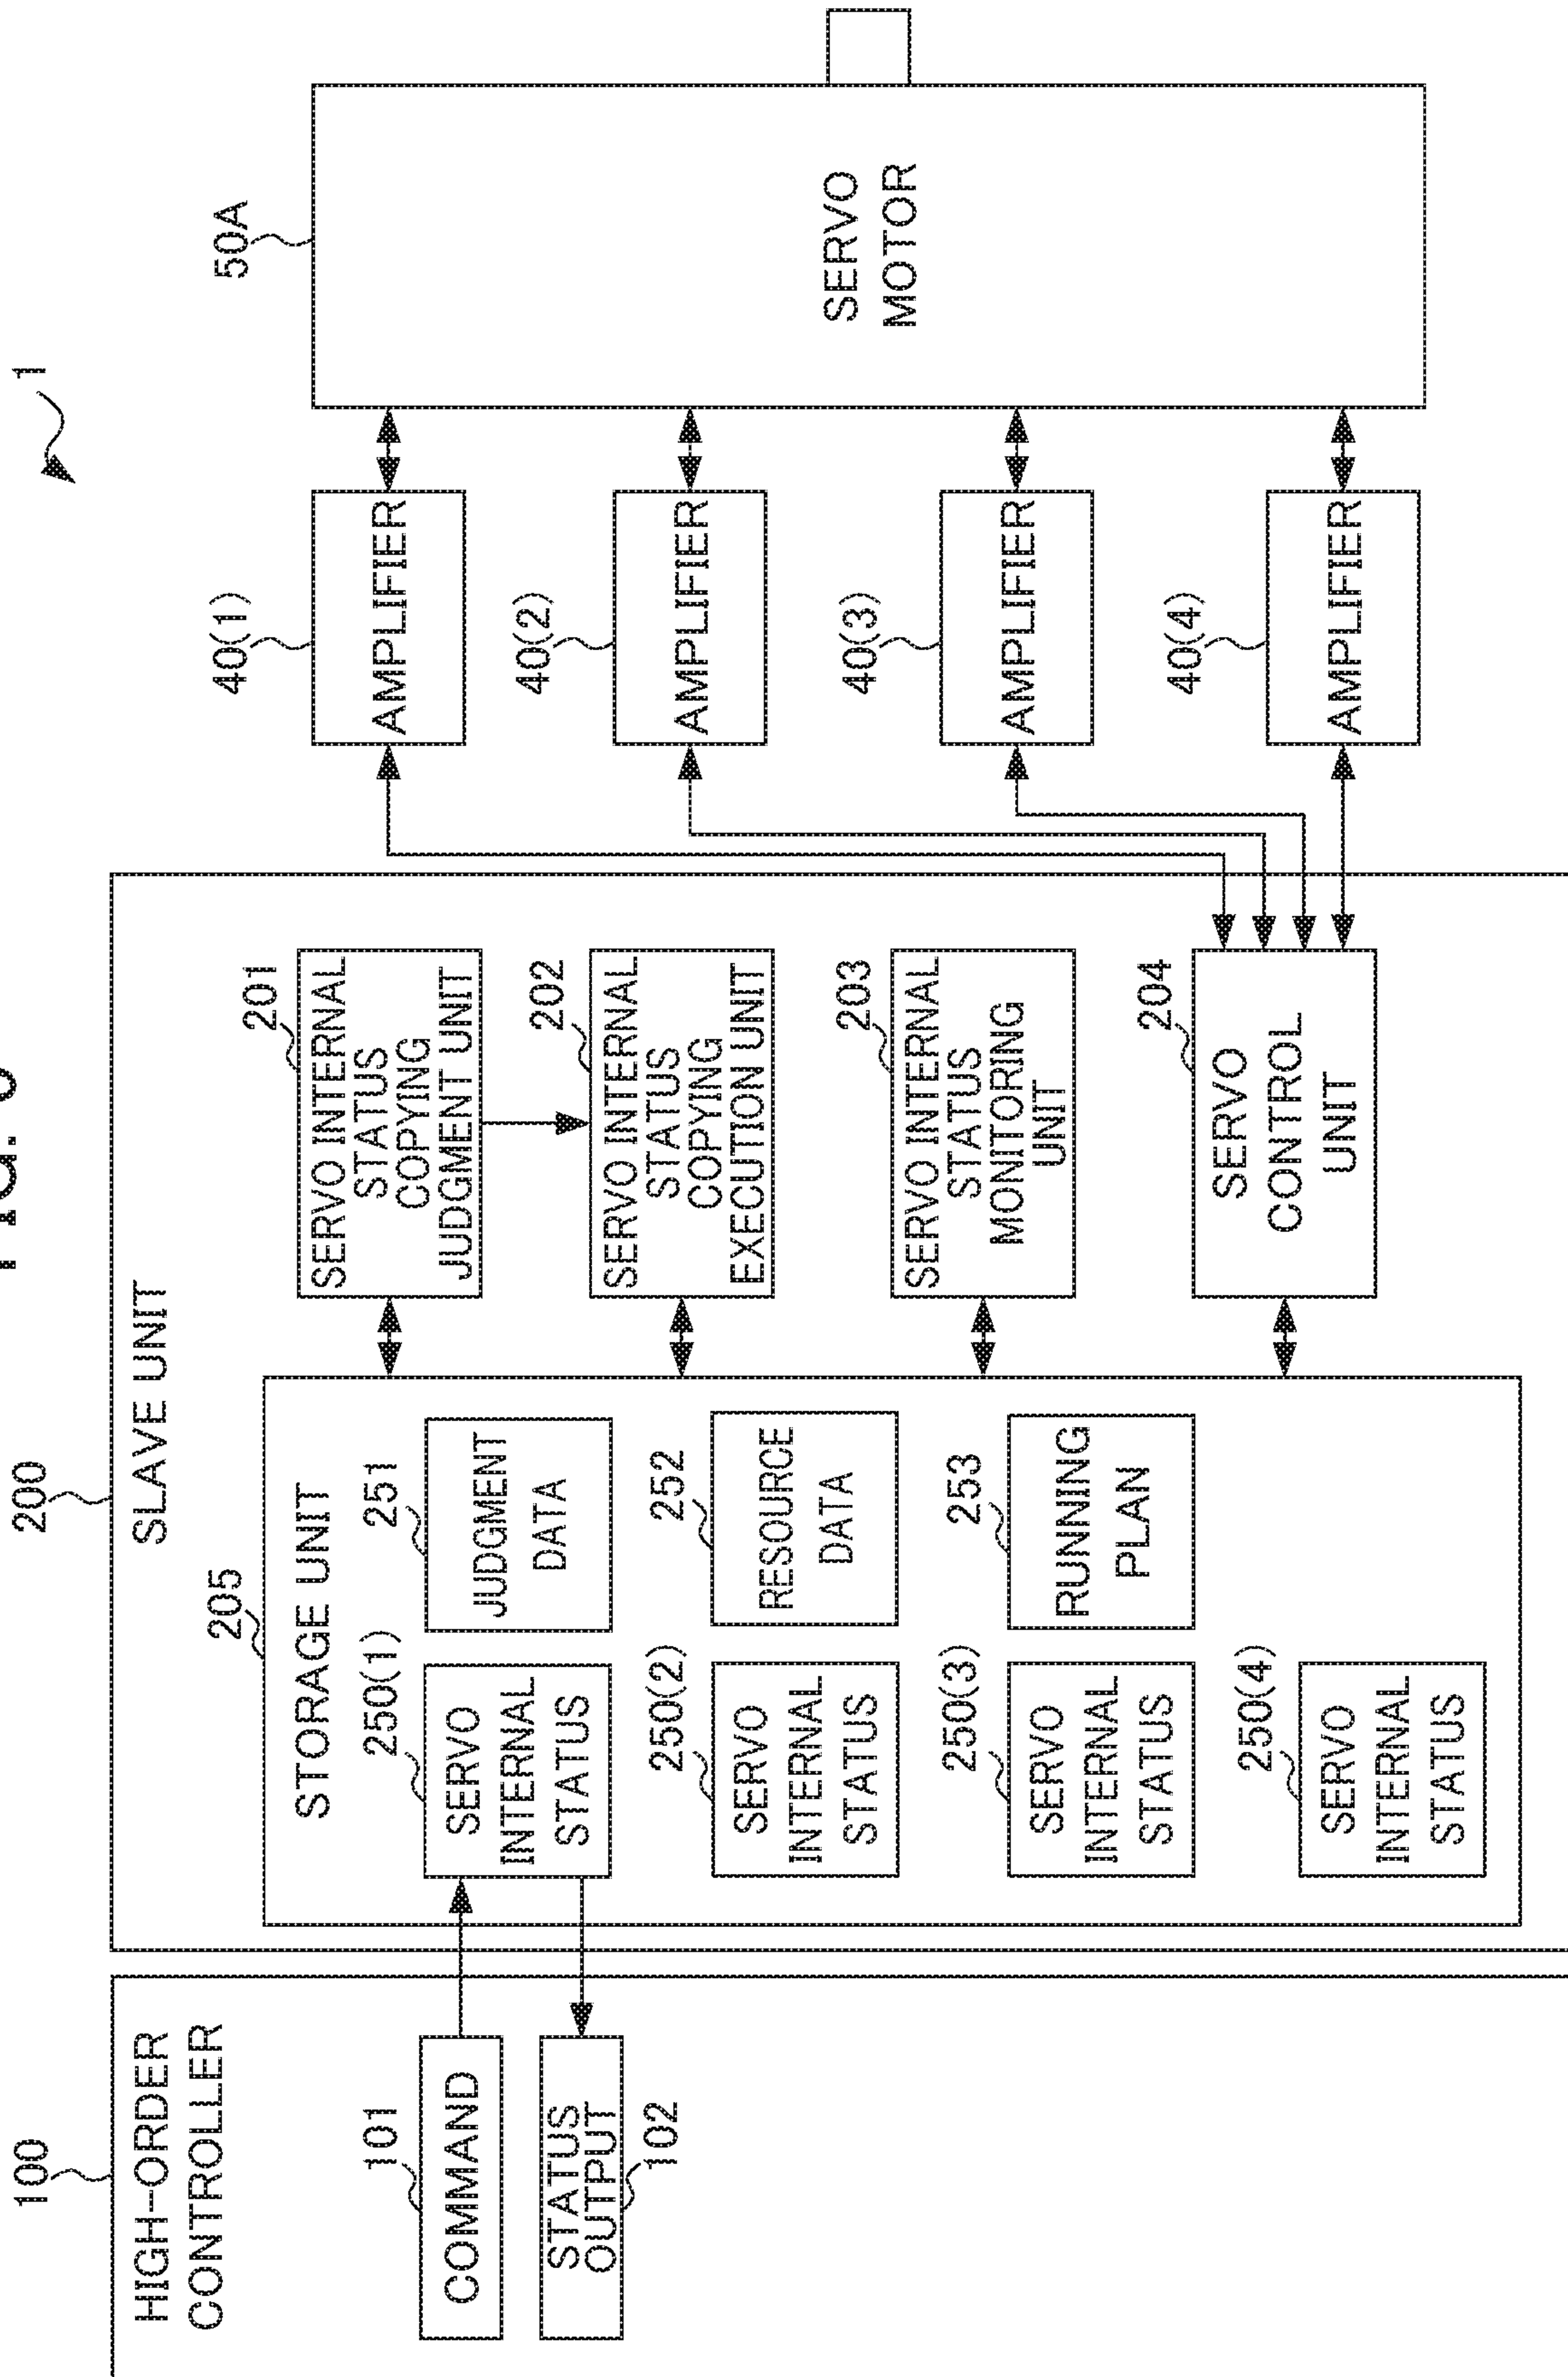 FIG.
1
100
HIGH-ORDER
CONTROLLER
101
COMMAND
STATUS
OUTPUT
102
200
SLAVE UNIT
205
STORAGE UNIT
250(1)
SERVO
INTERNAL
STATUS
250(2)
SERVO
INTERNAL
STATUS
250(3)
SERVO
INTERNAL
STATUS
250(4)
SERVO
INTERNAL
STATUS
251
JUDGMENT
DATA
252
RESOURCE
DATA
253
RUNNING
PLAN
201
SERVO INTERNAL
STATUS
COPYING
JUDGMENT UNIT
202
SERVO INTERNAL
STATUS
COPYING
EXECUTION UNIT
203
SERVO INTERNAL
STATUS
MONITORING
UNIT
204
SERVO
CONTROL
UNIT
40(1)
AMPLIFIER
40(2)
AMPLIFIER
40(3)
AMPLIFIER
40(4)
AMPLIFIER
50A
SERVO
MOTOR